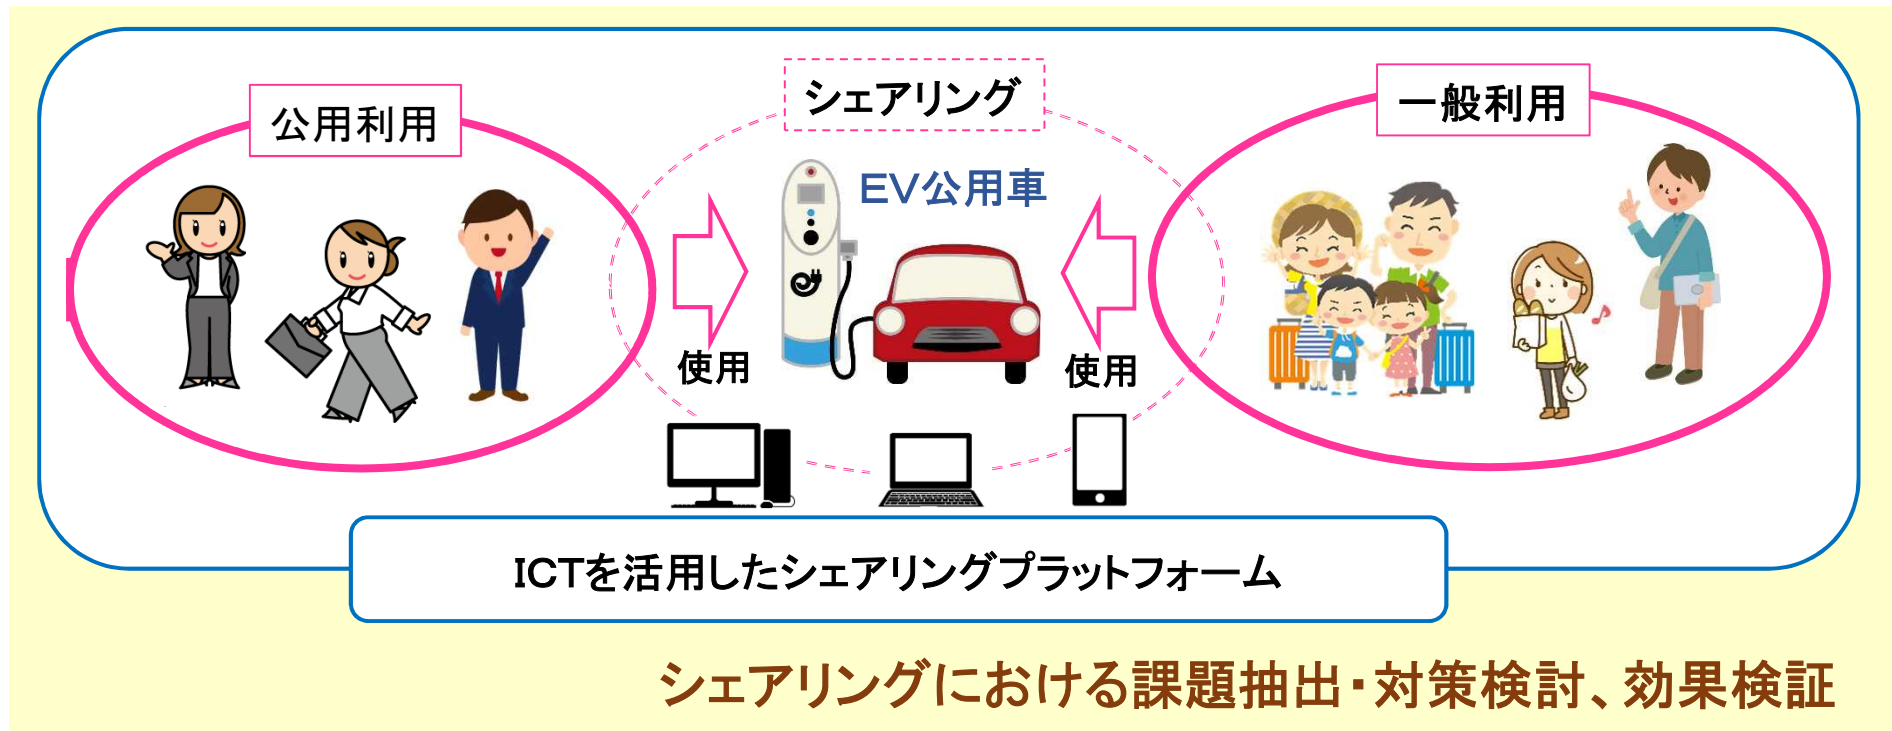 公用利用
シェアリング
一般利用
EV公用車
使用
使用
ICTを活用したシェアリングプラットフォーム
シェアリングにおける課題抽出・対策検討、効果検証